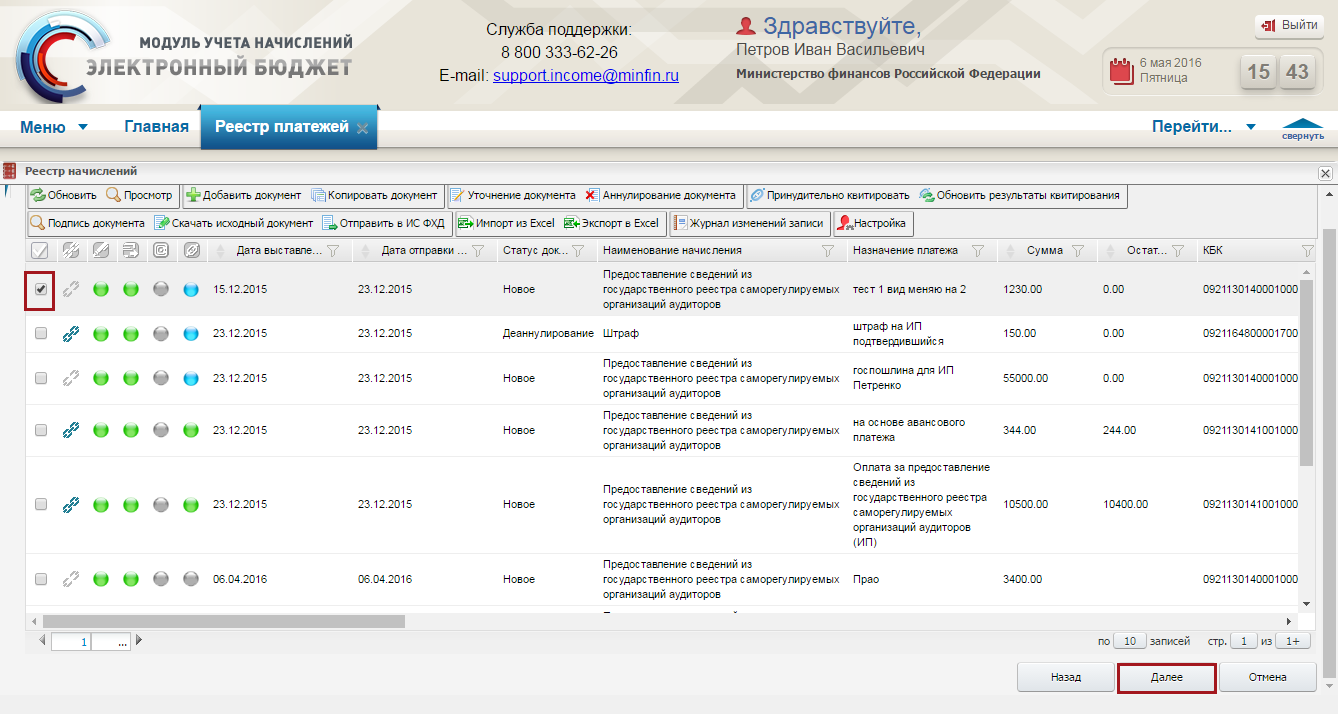 МОДУЛЬ УЧЕТА НАЧИСЛЕНИЙ
ЭЛЕКТРОННЫЙ БЮДЖЕТ
Служба поддержки:
8 800 333-62-26
E-mail: support.income@minfin.ru
Здравствуйте,
Петров Иван Васильевич
Министерство финансов Российской Федерации
Выйти
6 мая 2016
Пятница
15 43
Меню Главная Реестр платежей Перейти... свернуть
Реестр начислений
Обновить Просмотр Добавить документ Копировать документ Уточнение документа Аннулирование документа Принудительно квитировать Обновить результаты квитирования
Подпись документа Скачать исходный документ Отправить в ИС ФХД Импорт из Excel Экспорт в Excel Журнал изменений записи Настройка
Дата выставле... Дата отправки ... Статус док... Наименование начисления Назначение платежа Сумма Остат... КБК
Предоставление сведений из
государственного реестра саморегулируемых
организаций аудиторов
15.12.2015 23.12.2015 Новое тест 1 вид меняю на 2 1230.00 0.00 0921130140001000
23.12.2015 23.12.2015 Деаннулирование Штраф
штраф на ИП
подтвердившийся
150.00 0.00 0921164800001700
Предоставление сведений из
государственного реестра саморегулируемых
организаций аудиторов
23.12.2015 23.12.2015 Новое
госпошлина для ИП
Петренко
55000.00 0.00 0921130140001000
Предоставление сведений из
государственного реестра саморегулируемых
организаций аудиторов
23.12.2015 23.12.2015 Новое
на основе авансового
платежа
344.00 244.00 0921130141001000
Предоставление сведений из
государственного реестра саморегулируемых
организаций аудиторов
23.12.2015 23.12.2015 Новое
Оплата за предоставление
сведений из
государственного реестра
саморегулируемых
организаций аудиторов
(ИП)
10500.00 10400.00 0921130141001000
Предоставление сведений из
государственного реестра саморегулируемых
организаций аудиторов
06.04.2016 06.04.2016 Новое Прао 3400.00 0921130140001000
1 ...
по 10 записей стр. 1 из 1+
Назад Далее Отмена